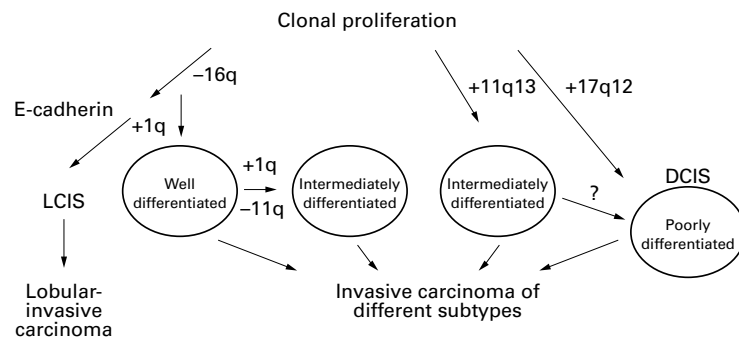 Clonal proliferation
–16q
+11q13
+17q12
E-cadherin
+1q
DCIS
+1q
–11q
?
LCIS
Well
differentiated
Intermediately
differentiated
Intermediately
differentiated
Poorly
differentiated
Lobular-
invasive
carcinoma
Invasive carcinoma of
different subtypes